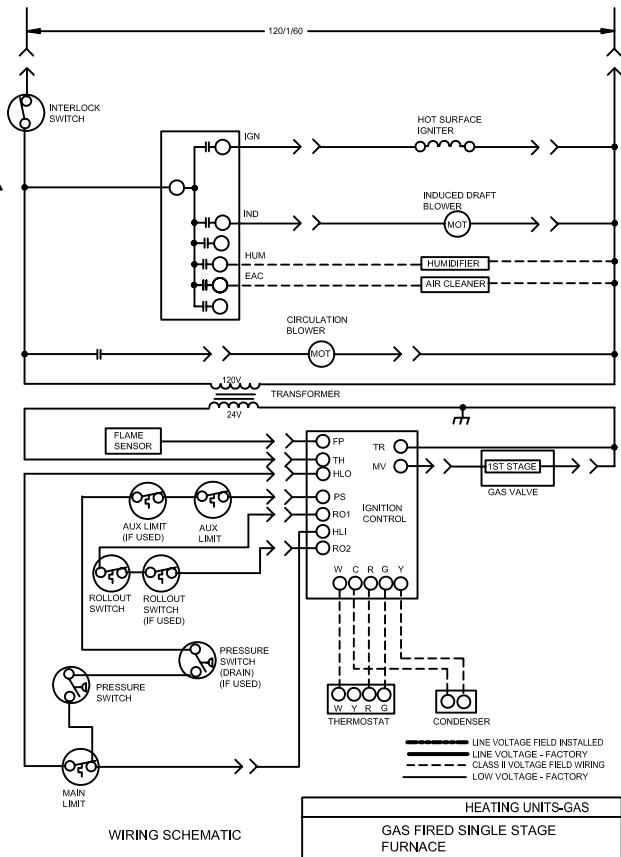 120/1/60
INTERLOCK
SWITCH
IGN
HOT SURFACE
IGNITER
INDUCED DRAFT
BLOWER
IND
MOT
HUM
HUMIDIFIER
EAC
AIR CLEANER
CIRCULATION
BLOWER
MOT
120V
TRANSFORMER
24V
FLAME
SENSOR
FP
TH
HLO
PS
RO1
HLI
RO2
TR
MV
IGNITION
CONTROL
1ST STAGE
GAS VALVE
AUX LIMIT
(IF USED)
AUX
LIMIT
ROLLOUT
SWITCH
ROLLOUT
SWITCH
(IF USED)
W C R G Y
PRESSURE
SWITCH
(DRAIN)
(IF USED)
PRESSURE
SWITCH
W Y R G
THERMOSTAT
CONDENSER
MAIN
LIMIT
LINE VOLTAGE FIELD INSTALLED
LINE VOLTAGE - FACTORY
CLASS II VOLTAGE FIELD WIRING
LOW VOLTAGE - FACTORY
WIRING SCHEMATIC
HEATING UNITS-GAS
GAS FIRED SINGLE STAGE
FURNACE